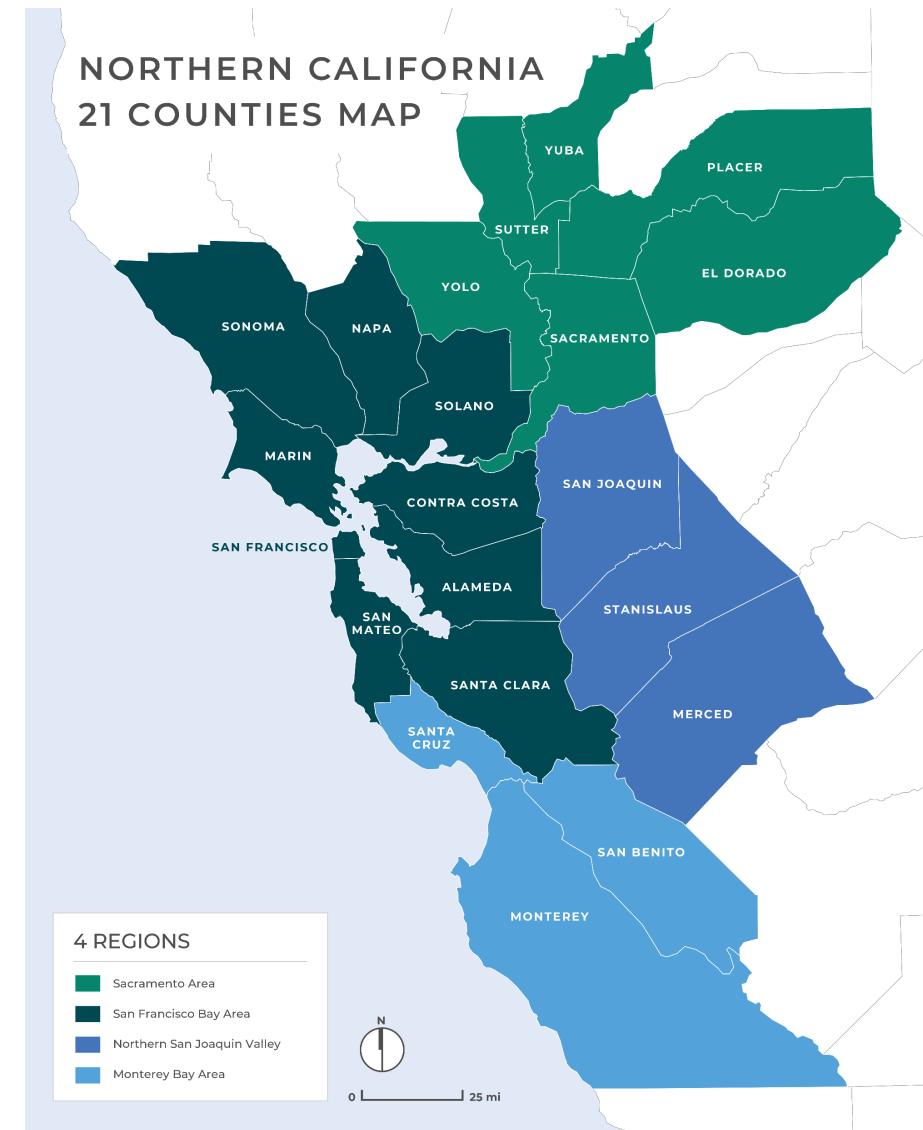 NORTHERN CALIFORNIA
21 COUNTIES MAP
YUBA
PLACER
SUTTER
EL DORADO
YOLO
SONOMA
NAPA
SACRAMENTO
SOLANO
MARIN
SAN JOAQUIN
CONTRA COSTA
SAN FRANCISCO
ALAMEDA
STANISLAUS
SAN
MATEO
SANTA CLARA
MERCED
SANTA
CRUZ
SAN BENITO
MONTEREY
4 REGIONS
Sacramento Area
San Francisco Bay Area
Northern San Joaquin Valley
Monterey Bay Area
N
0 25 mi